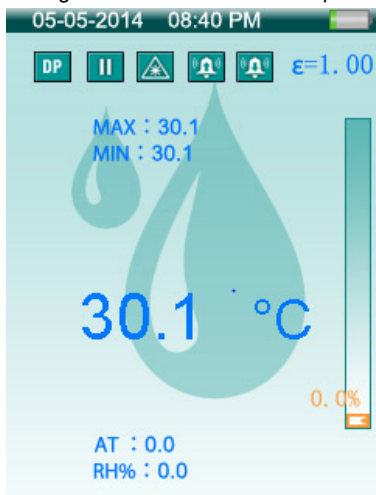 05-05-2014 08:40 PM
DP ε=1.00
MAX : 30.1
MIN : 30.1
30.1 °C
0.0%
AT : 0.0
RH% : 0.0